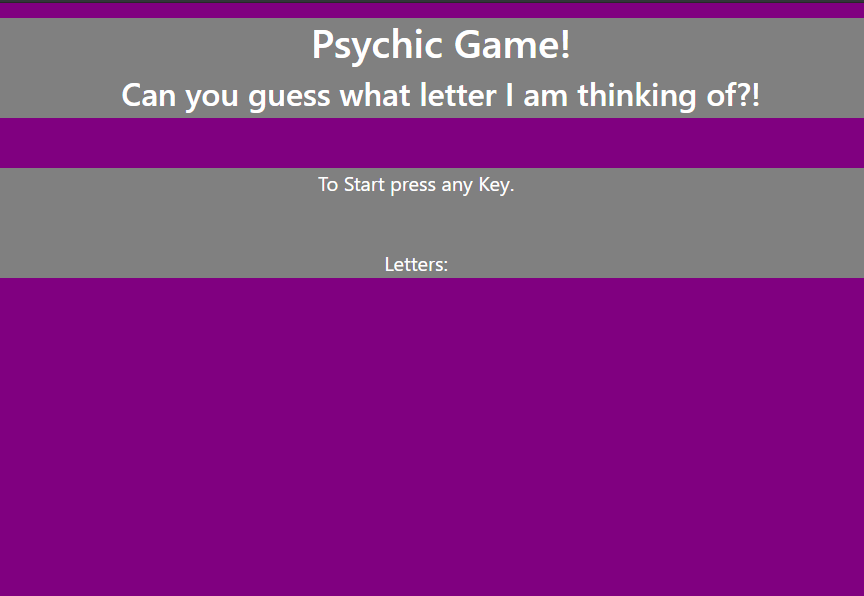 Psychic Game!
Can you guess what letter I am thinking of?!
To Start press any Key.
Letters: